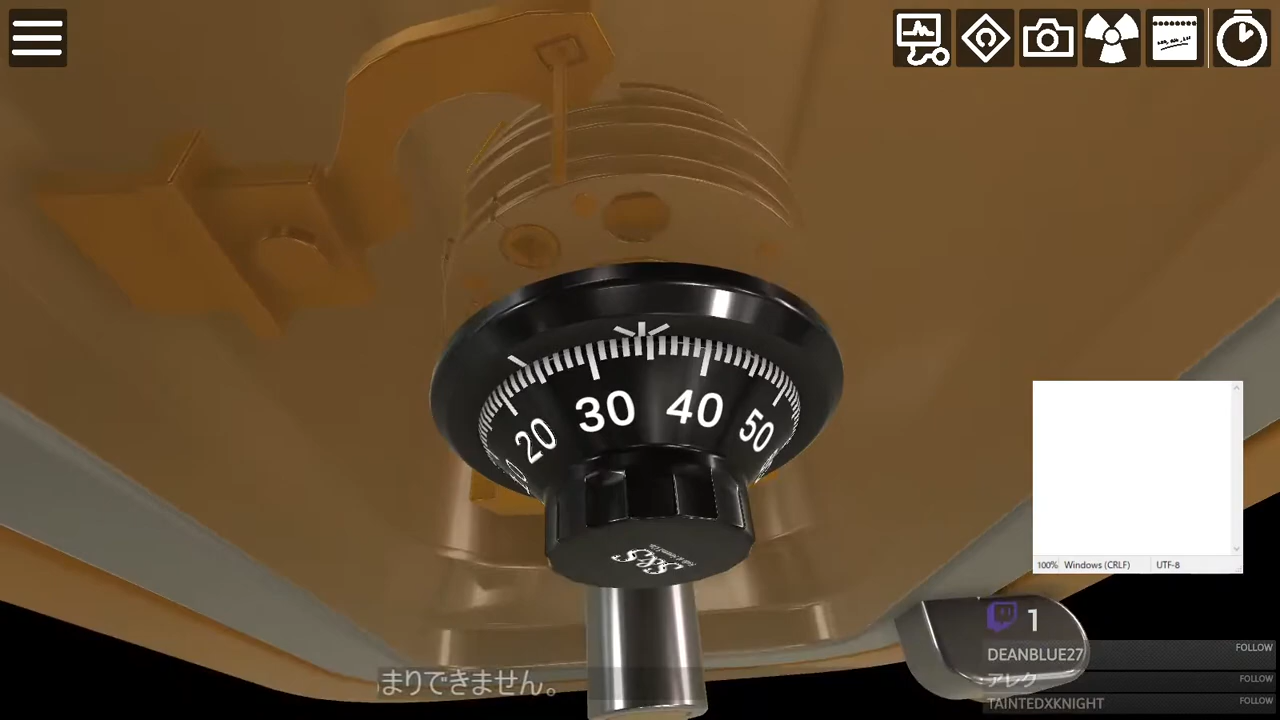 20 30 40 50
S&G
100% Windows (CRLF) UTF-8
1
DEANBLUE27
FOLLOW
アレク
FOLLOW
TAINTEDXKNIGHT
FOLLOW
まりできません。